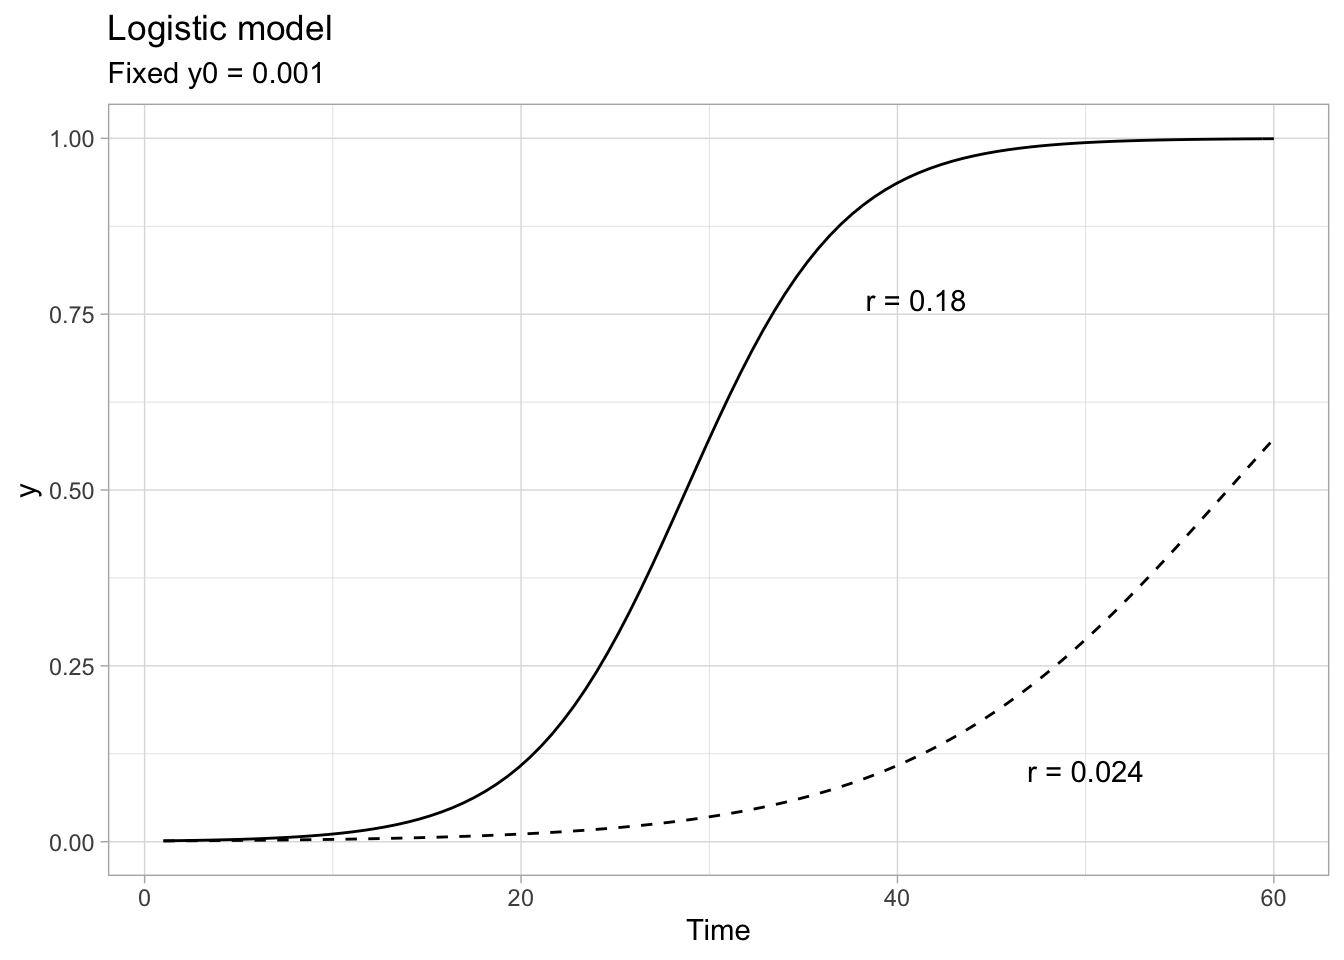 Logistic model
Fixed y0 = 0.001
1.00
r = 0.18
0.75
y
0.50
0.25
r = 0.024
0.00
0 20 40 60
Time